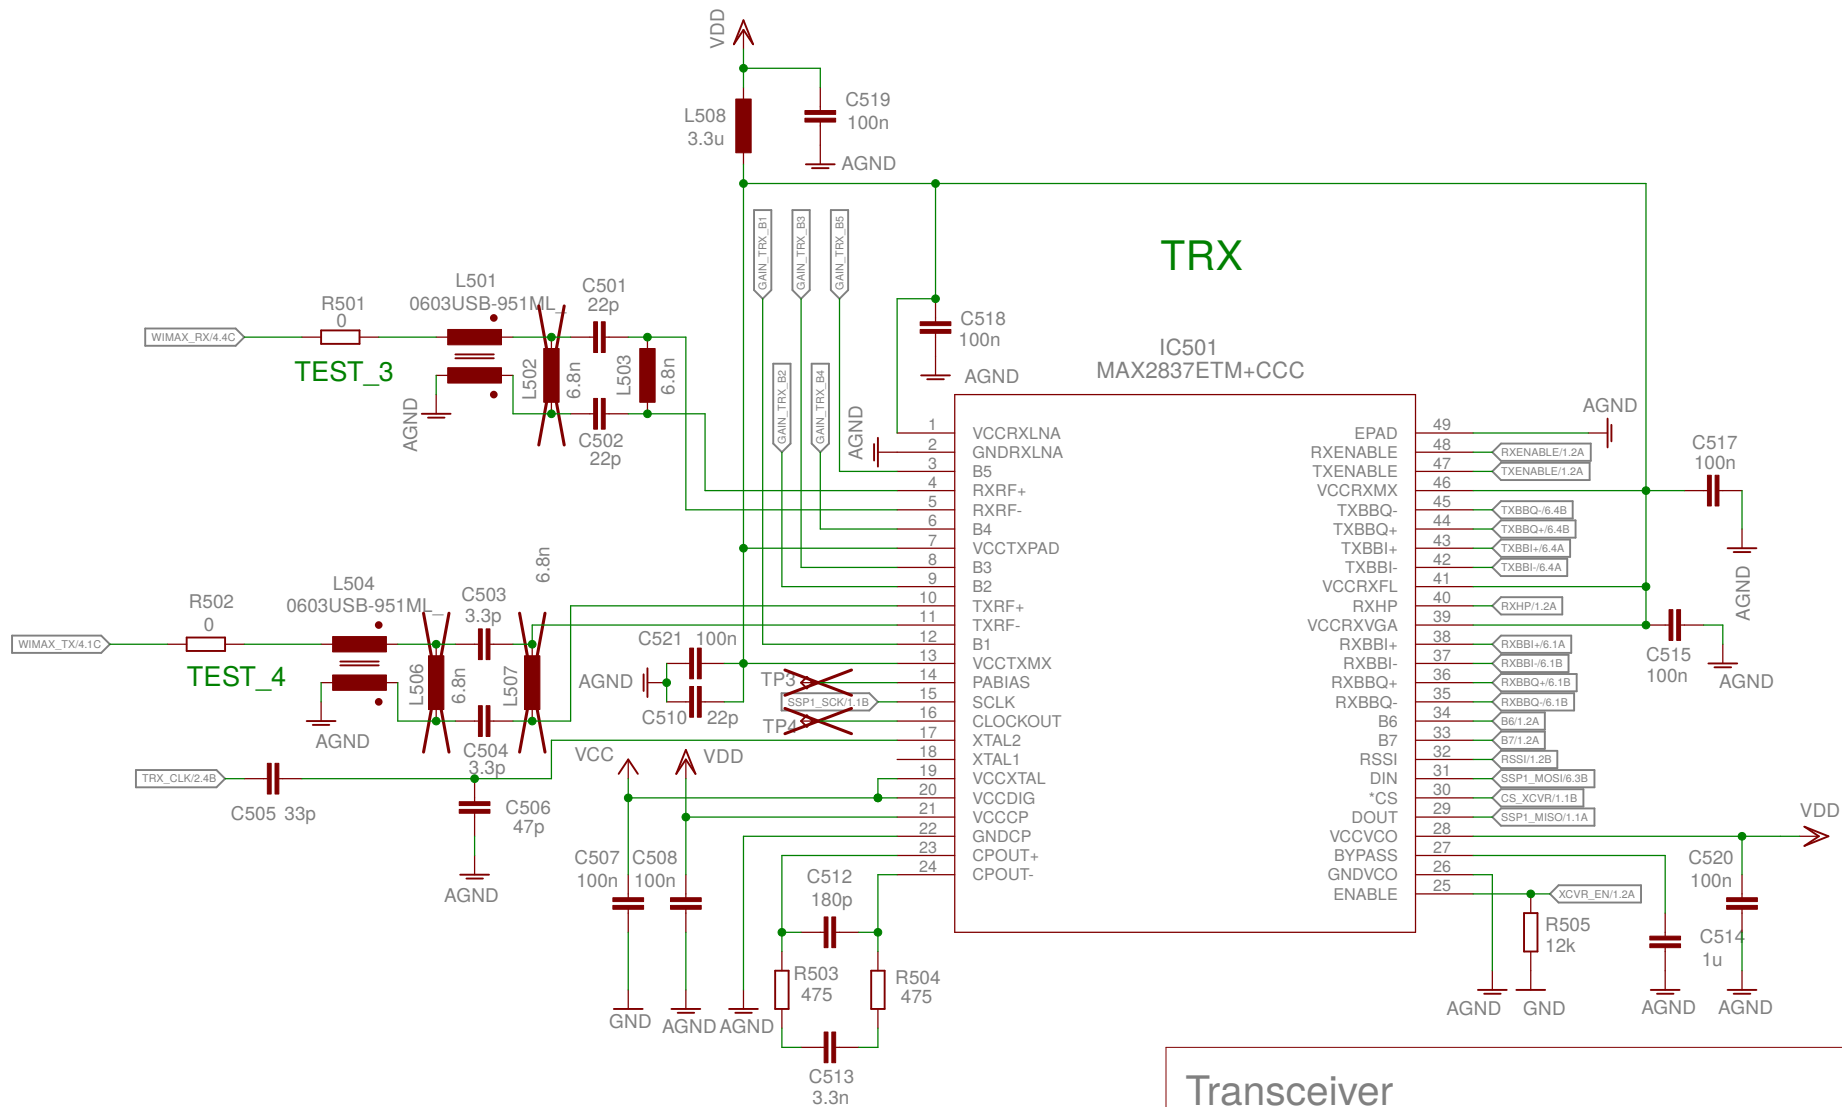 VDD
L508
3.3u
C519
100n
AGND
GAIN_TRX_B1
GAIN_TRX_B3
GAIN_TRX_B5
GAIN_TRX_B2
GAIN_TRX_B4
TRX
WIMAX_RX/4.4C
R501
0
TEST_3
L501
0603USB-951ML_
AGND
L502
6.8n
C501
22p
C502
22p
L503
6.8n
C518
100n
AGND
AGND
IC501
MAX2837ETM+CCC
1 VCCRXLNA
2 GNDRXLNA
3 B5
4 RXRF+
5 RXRF-
6 B4
7 VCCTXPAD
8 B3
9 B2
10 TXRF+
11 TXRF-
12 B1
13 VCCTXMX
14 PABIAS
15 SCLK
16 CLOCKOUT
17 XTAL2
18 XTAL1
19 VCCXTAL
20 VCCDIG
21 VCCCP
22 GNDCP
23 CPOUT+
24 CPOUT-
EPAD 49
RXENABLE 48 RXENABLE/1.2A
TXENABLE 47 TXENABLE/1.2A
VCCRXMX 46
TXBBQ- 45 TXBBQ-/6.4B
TXBBQ+ 44 TXBBQ+/6.4B
TXBBI+ 43 TXBBI+/6.4A
TXBBI- 42 TXBBI-/6.4A
VCCRXFL 41
RXHP 40 RXHP/1.2A
VCCRXVGA 39
RXBBI+ 38 RXBBI+/6.1A
RXBBI- 37 RXBBI-/6.1B
RXBBQ+ 36 RXBBQ+/6.1B
RXBBQ- 35 RXBBQ-/6.1B
B6 34 B6/1.2A
B7 33 B7/1.2A
RSSI 32 RSSI/1.2B
DIN 31 SSP1_MOSI/6.3B
*CS 30 CS_XCVR/1.1B
DOUT 29 SSP1_MISO/1.1A
VCCVCO 28
BYPASS 27
GNDVCO 26
ENABLE 25 XCVR_EN/1.2A
AGND
C517
100n
AGND
C515
100n
AGND
WIMAX_TX/4.1C
R502
0
TEST_4
L504
0603USB-951ML_
AGND
L506
6.8n
C503
3.3p
C504
3.3p
L507
6.8n
C521 100n
AGND
C510 22p
TP3
SSP1_SCK/1.1B
TP4
TRX_CLK/2.4B
C505 33p
C506
47p
AGND
VCC
VDD
C507
100n
C508
100n
GND
AGND
AGND
C512
180p
R503
475
R504
475
C513
3.3n
VDD
C520
100n
R505
12k
C514
1u
AGND
GND
AGND
AGND
Transceiver